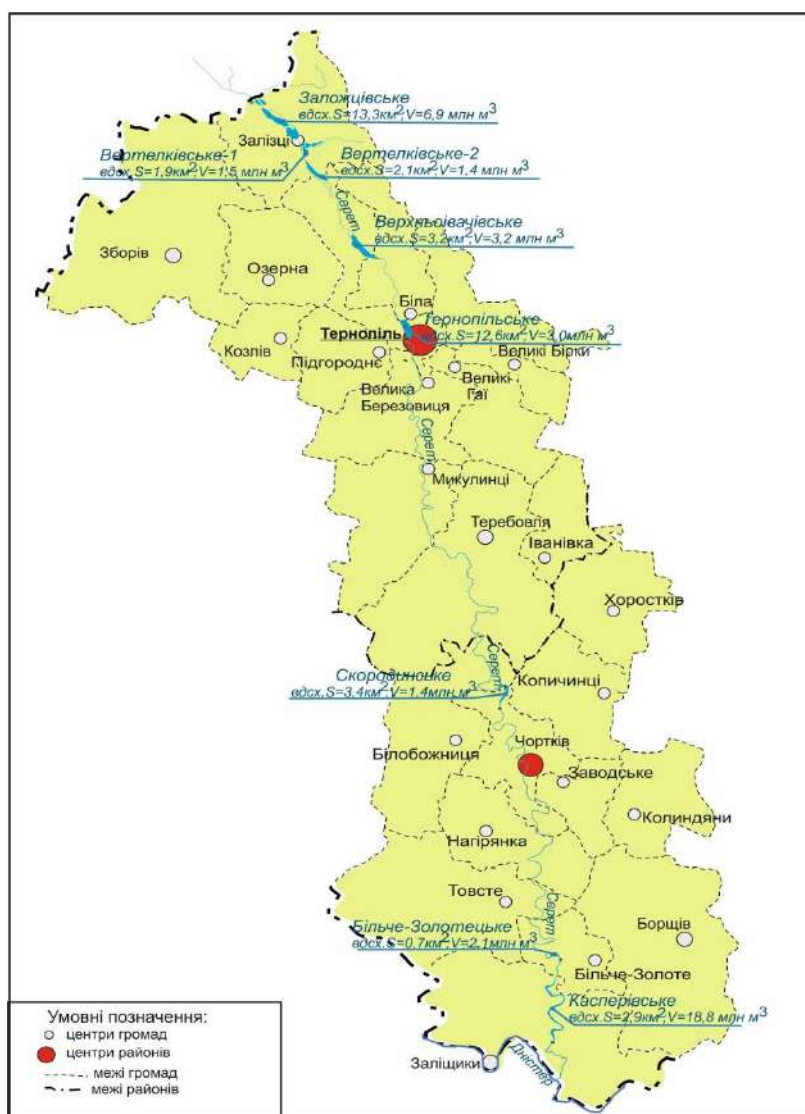 Заложцівське
вдсх.S=13,3км²,V=6,9 млн м³
Залізці
Вертелківське-1
вдсх.S=1,9км²,V=1,5 млн м³
Вертелківське-2
вдсх.S=2,1км²,V=1,4 млн м³
Серет
Верхньоівачівське
вдсх.S=3,2км²,V=3,2 млн м³
Зборів
Озерна
Біла
Тернопільське
вдсх.S=12,6км²,V=3,0млн м³
Тернопіль
Козлів
Підгороднє
Великі Бірки
Великі
Гаї
Велика
Березовиця
Серет
Микулинці
Теребовля
Іванівка
Хоростків
Серет
Скородинське
вдсх.S=3,4км²,V=1,4млн м³
Копичинці
Чортків
Білобожниця
Заводське
Колиндяни
Нагірянка
Товсте
Серет
Більче-Золотецьке
вдсх.S=0,7км²,V=2,1млн м³
Борщів
Більче-Золоте
Касперівське
вдсх.S=2,9км²,V=18,8 млн м³
Дністер
Заліщики
Умовні позначення:
центри громад
центри районів
межі громад
межі районів